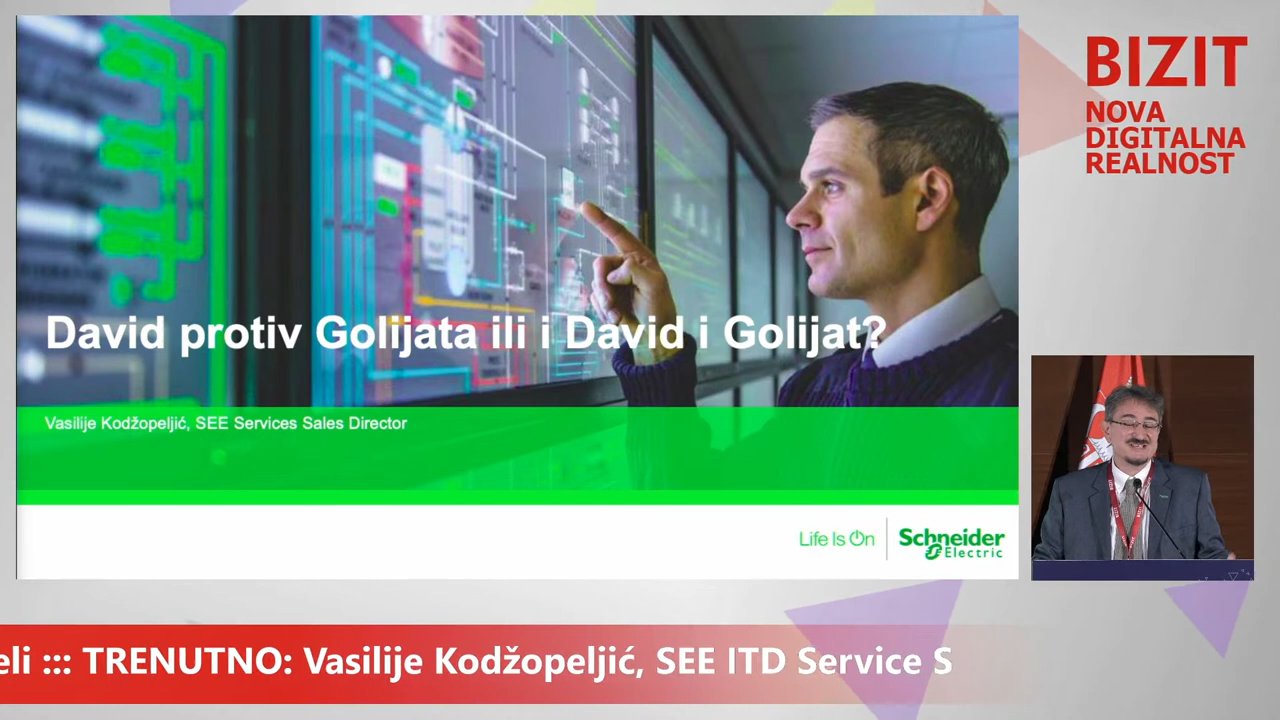 BIZIT
NOVA
DIGITALNA
REALNOST
David protiv Golijata ili i David i Golijat?
Vasilije Kodžopeljić, SEE Services Sales Director
Life Is On
Schneider
Electric
eli ::: TRENUTNO: Vasilije Kodžopeljić, SEE ITD Service S